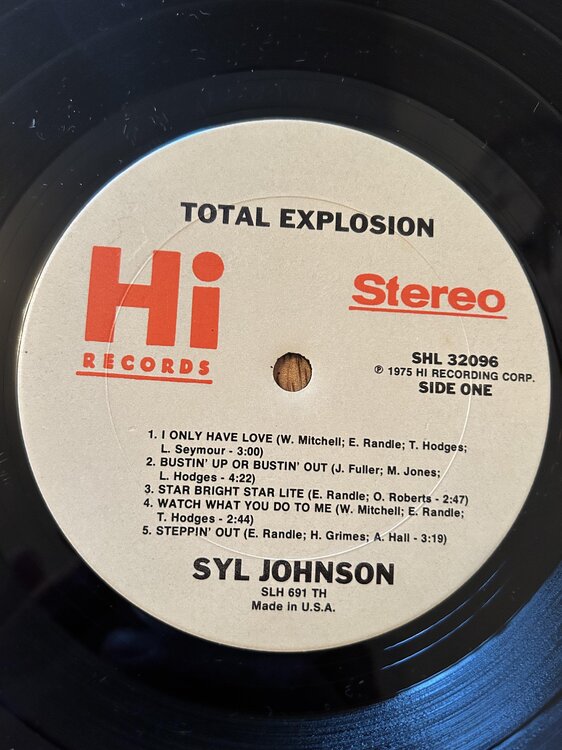 TOTAL EXPLOSION
Hi
RECORDS
Stereo
SHL 32096
℗ 1975 HI RECORDING CORP.
SIDE ONE
1. I ONLY HAVE LOVE (W. Mitchell; E. Randle; T. Hodges;
L. Seymour - 3:00)
2. BUSTIN' UP OR BUSTIN' OUT (J. Fuller; M. Jones;
L. Hodges - 4:22)
3. STAR BRIGHT STAR LITE (E. Randle; O. Roberts - 2:47)
4. WATCH WHAT YOU DO TO ME (W. Mitchell; E. Randle;
T. Hodges - 2:44)
5. STEPPIN' OUT (E. Randle; H. Grimes; A. Hall - 3:19)
SYL JOHNSON
SLH 691 TH
Made in U.S.A.